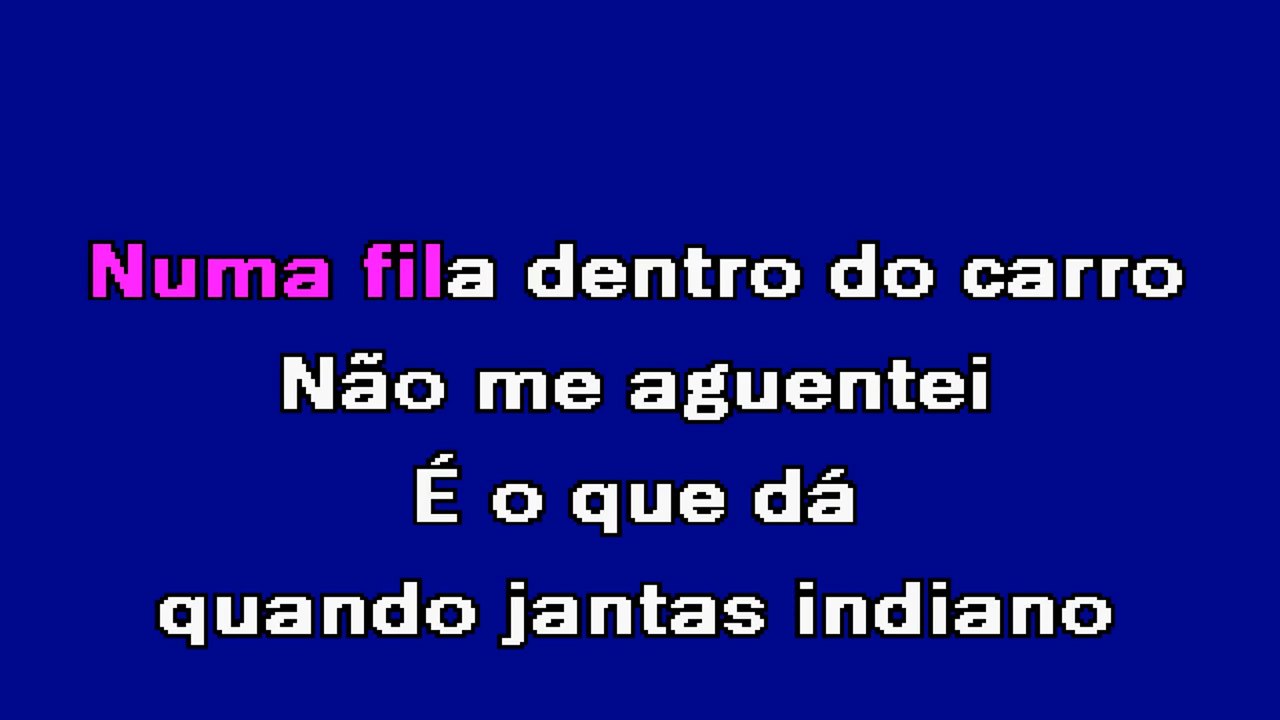 Numa fila dentro do carro
Não me aguentei
É o que dá
quando jantas indiano